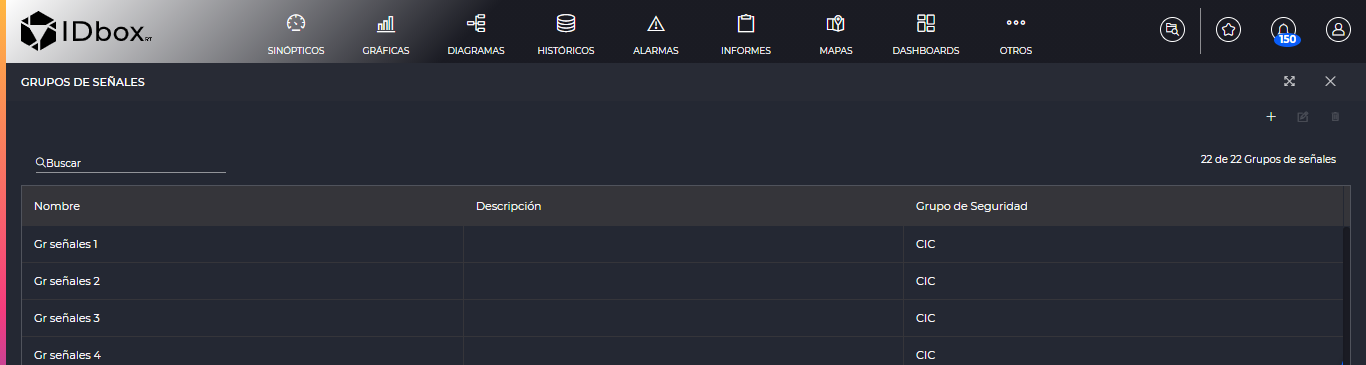 IDbox RT
SINÓPTICOS GRÁFICAS DIAGRAMAS HISTÓRICOS ALARMAS INFORMES MAPAS DASHBOARDS OTROS
150
GRUPOS DE SEÑALES
Buscar
22 de 22 Grupos de señales
Nombre Descripción Grupo de Seguridad
Gr señales 1 CIC
Gr señales 2 CIC
Gr señales 3 CIC
Gr señales 4 CIC